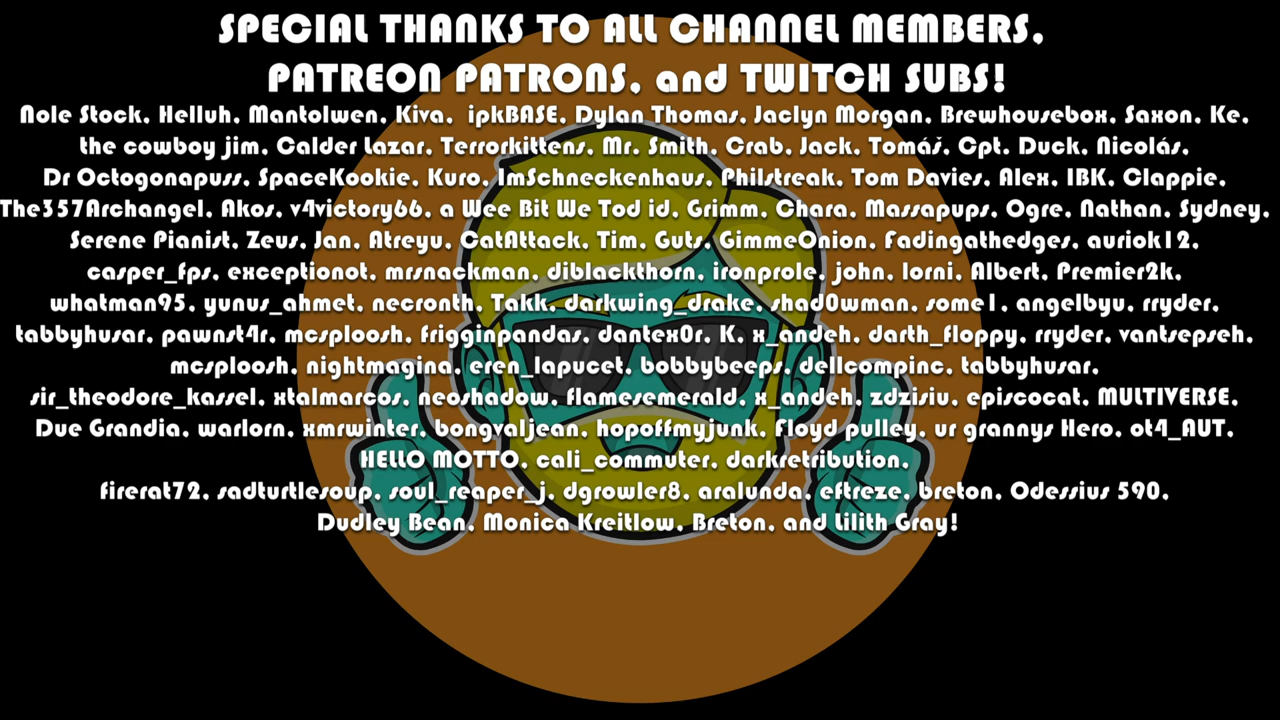 SPECIAL THANKS TO ALL CHANNEL MEMBERS,
PATREON PATRONS, and TWITCH SUBS!
Nole Stock, Helluh, Mantolwen, Kiva, ipkBASE, Dylan Thomas, Jaclyn Morgan, Brewhousebox, Saxon, Ke,
the cowboy jim, Calder Lazar, Terrorkittens, Mr. Smith, Crab, Jack, Tomáš, Cpt. Duck, Nicolás,
Dr Octogonapuss, SpaceKookie, Kuro, ImSchneckenhaus, Philstreak, Tom Davies, Alex, IBK, Clappie,
The357Archangel, Akos, v4victory66, a Wee Bit We Tod id, Grimm, Chara, Massapups, Ogre, Nathan, Sydney,
Serene Pianist, Zeus, Jan, Atreyu, CatAttack, Tim, Guts, GimmeOnion, Fadingathedges, auriok12,
casper_fps, exceptionot, mrsnackman, diblackthorn, ironprole, john, lorni, Albert, Premier2k,
whatman95, yunus_ahmet, necronth, Takk, darkwing_drake, shad0wman, some1, angelbyu, rryder,
tabbyhusar, pawnst4r, mcsploosh, frigginpandas, dantex0r, K, x_andeh, darth_floppy, rryder, vantsepseh,
mcsploosh, nightmagina, eren_lapucet, bobbybeeps, dellcompinc, tabbyhusar,
sir_theodore_kassel, xtalmarcos, neoshadow, flamesemerald, x_andeh, zdzisiu, episcocat, MULTIVERSE,
Due Grandia, warlorn, xmrwinter, bongvaljean, hopoffmyjunk, Floyd pulley, ur grannys Hero, ot4_AUT,
HELLO MOTTO, cali_commuter, darkretribution,
firerat72, sadturtlesoup, soul_reaper_j, dgrowler8, aralunda, eftreze, breton, Odessius 590,
Dudley Bean, Monica Kreitlow, Breton, and Lilith Gray!